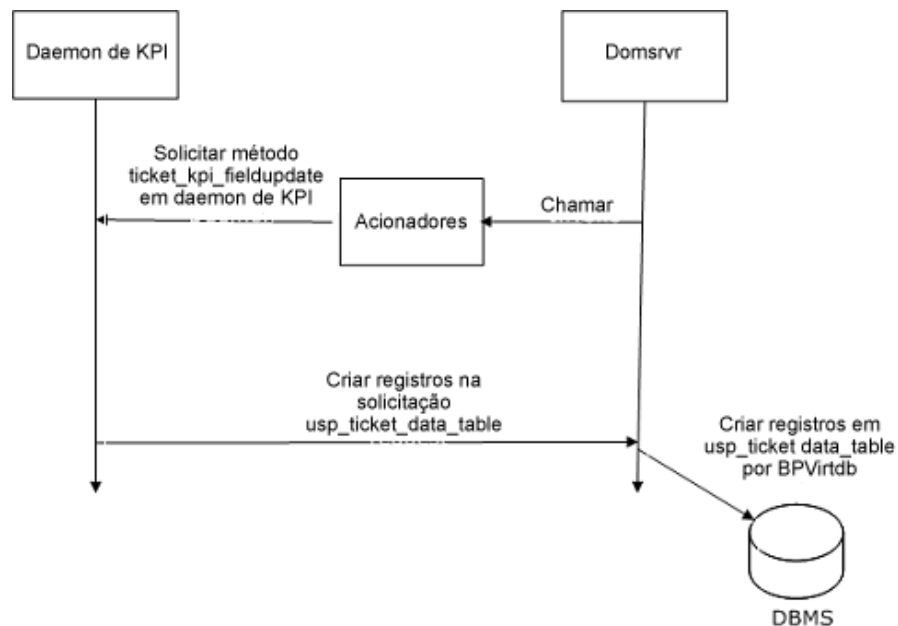 Daemon de KPI
Domsrvr
Solicitar método
ticket_kpi_fieldupdate
em daemon de KPI
Acionadores
Chamar
Criar registros na
solicitação
usp_ticket_data_table
Criar registros em
usp_ticket data_table
por BPVirtdb
DBMS